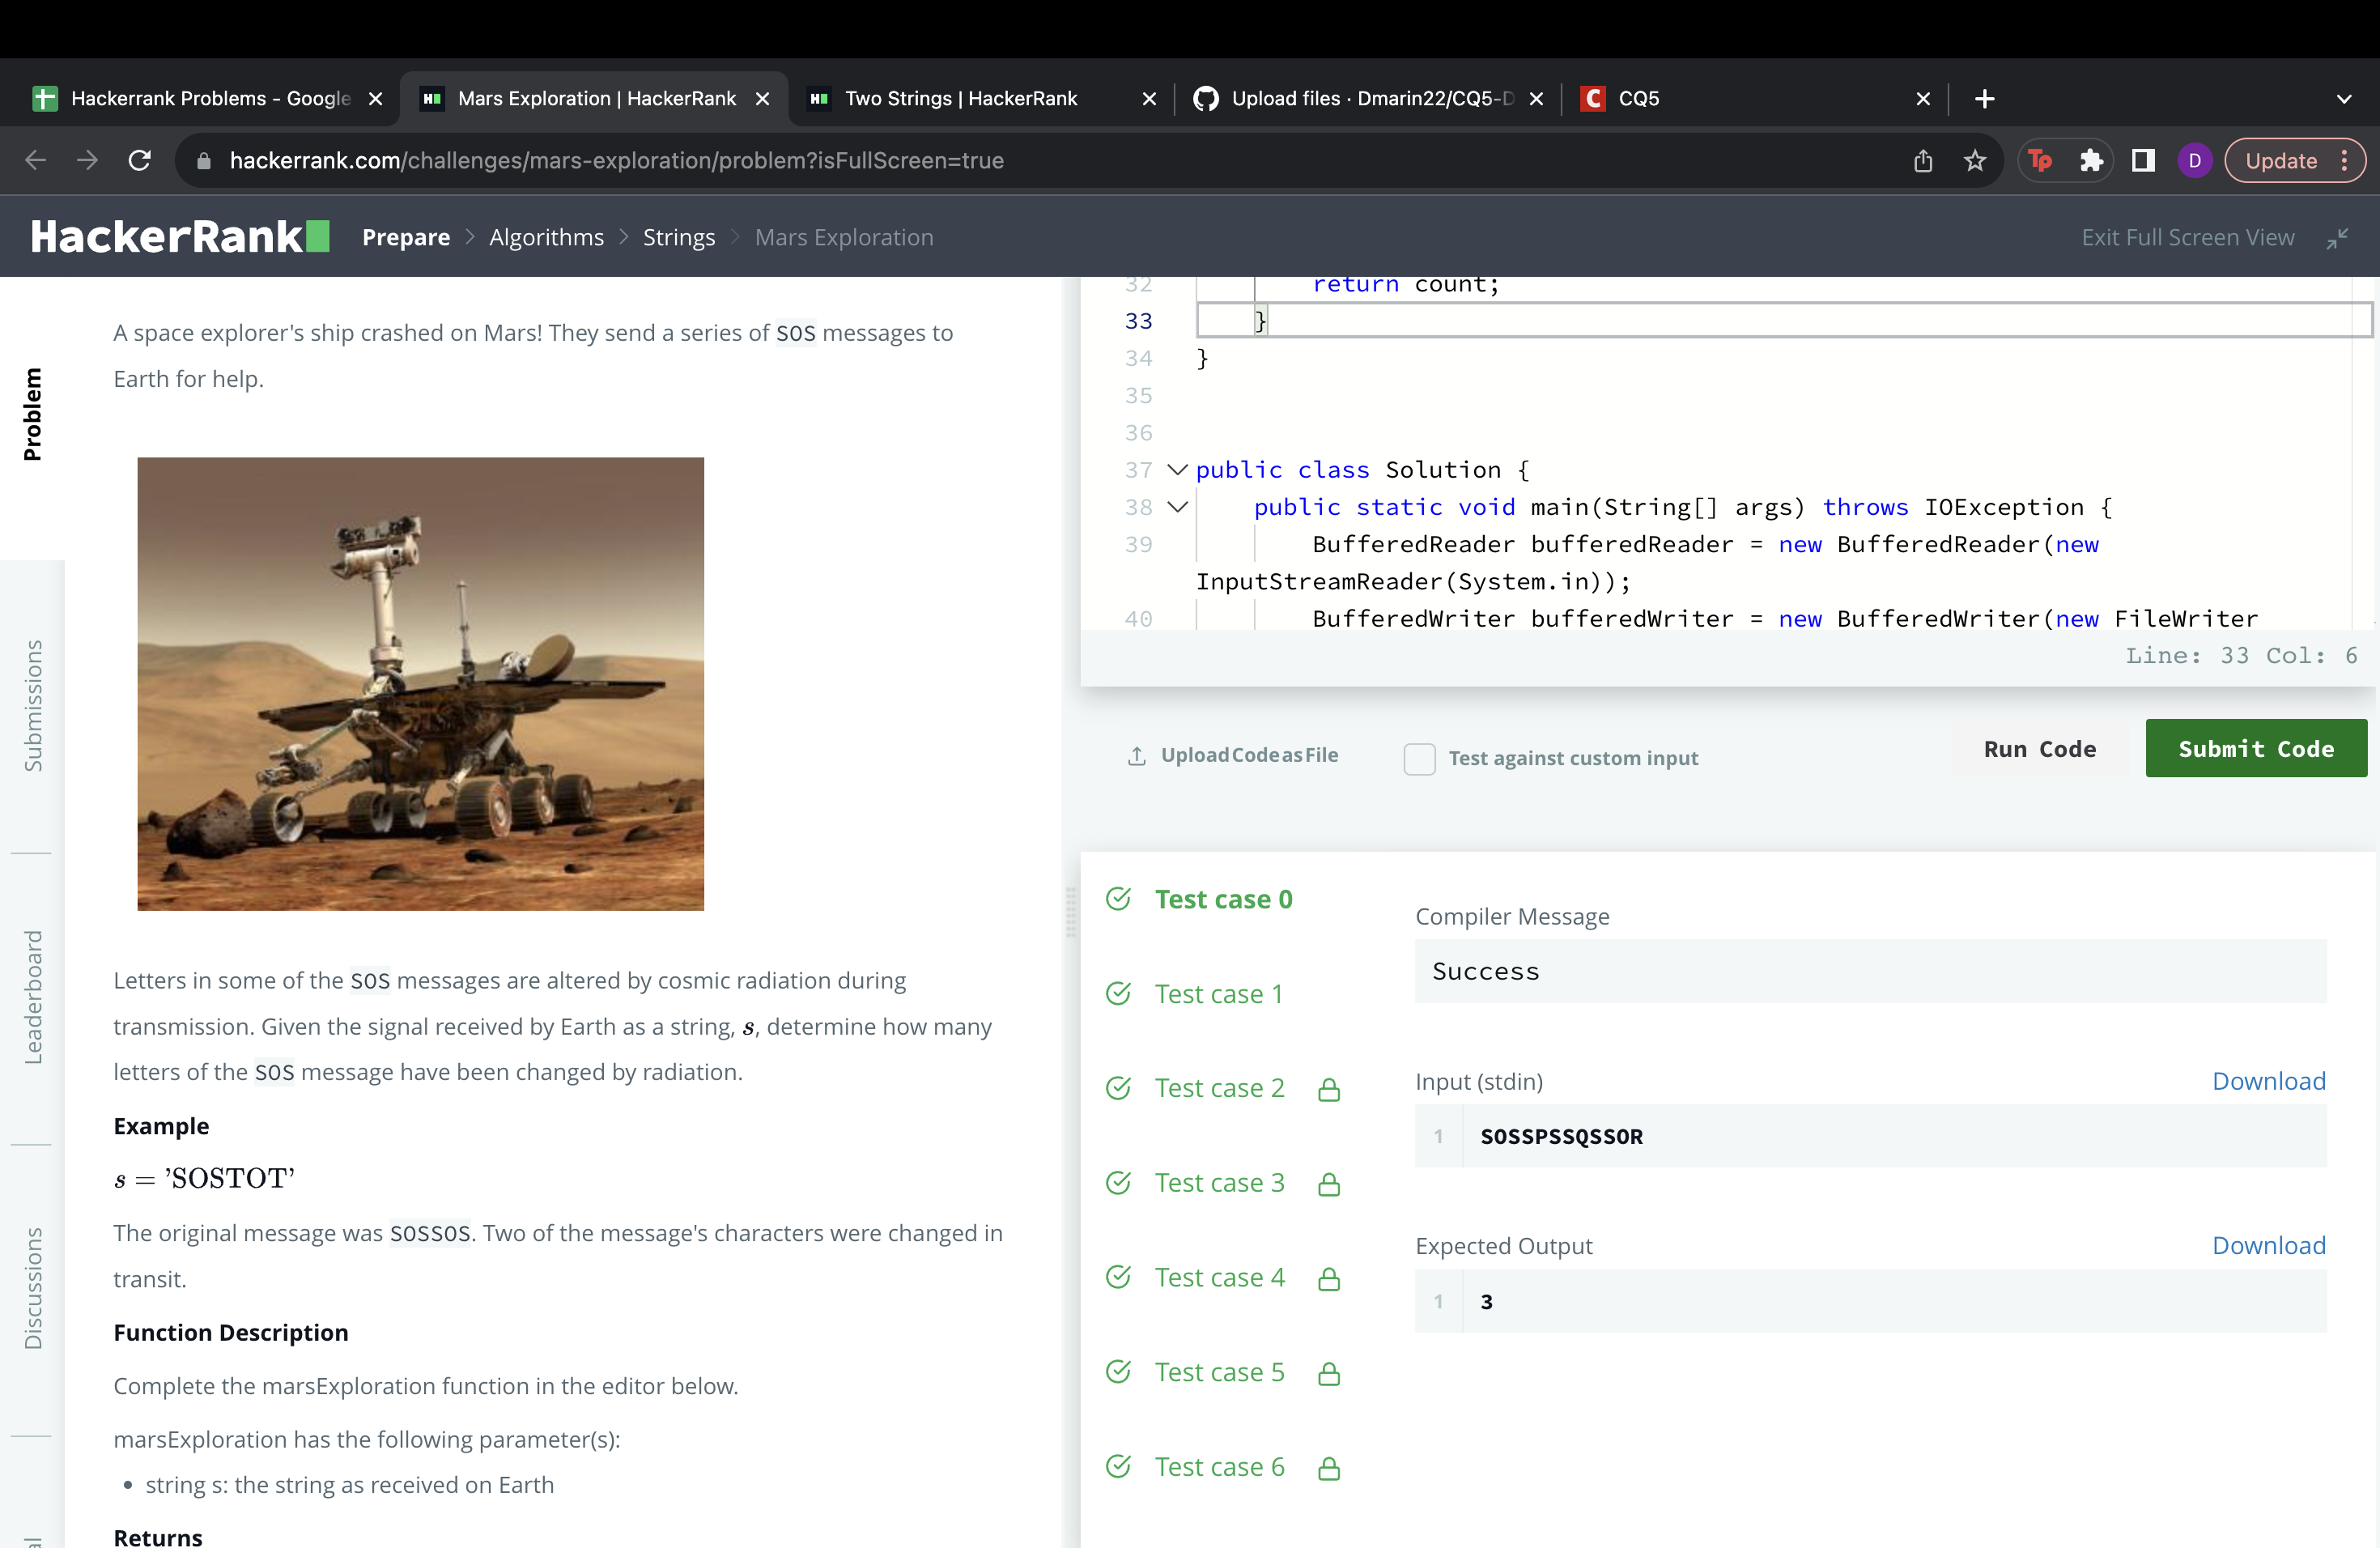 Hackerrank Problems - Google
Mars Exploration | HackerRank
Two Strings | HackerRank
Upload files · Dmarin22/CQ5-D
CQ5
hackerrank.com/challenges/mars-exploration/problem?isFullScreen=true
Tp
D
Update
HackerRank
Prepare > Algorithms > Strings > Mars Exploration
Exit Full Screen View
Problem
Submissions
Leaderboard
Discussions
A space explorer's ship crashed on Mars! They send a series of SOS messages to
Earth for help.
Letters in some of the SOS messages are altered by cosmic radiation during
transmission. Given the signal received by Earth as a string, s, determine how many
letters of the SOS message have been changed by radiation.
Example
s = 'SOSTOT'
The original message was SOSSOS. Two of the message's characters were changed in
transit.
Function Description
Complete the marsExploration function in the editor below.
marsExploration has the following parameter(s):
• string s: the string as received on Earth
Returns
32 return count;
33 }
34 }
35
36
37 public class Solution {
38 public static void main(String[] args) throws IOException {
39 BufferedReader bufferedReader = new BufferedReader(new
InputStreamReader(System.in));
40 BufferedWriter bufferedWriter = new BufferedWriter(new FileWriter
Line: 33 Col: 6
Upload Code as File
Test against custom input
Run Code
Submit Code
Test case 0
Test case 1
Test case 2
Test case 3
Test case 4
Test case 5
Test case 6
Compiler Message
Success
Input (stdin)
Download
1 SOSSPSSQSSOR
Expected Output
Download
1 3